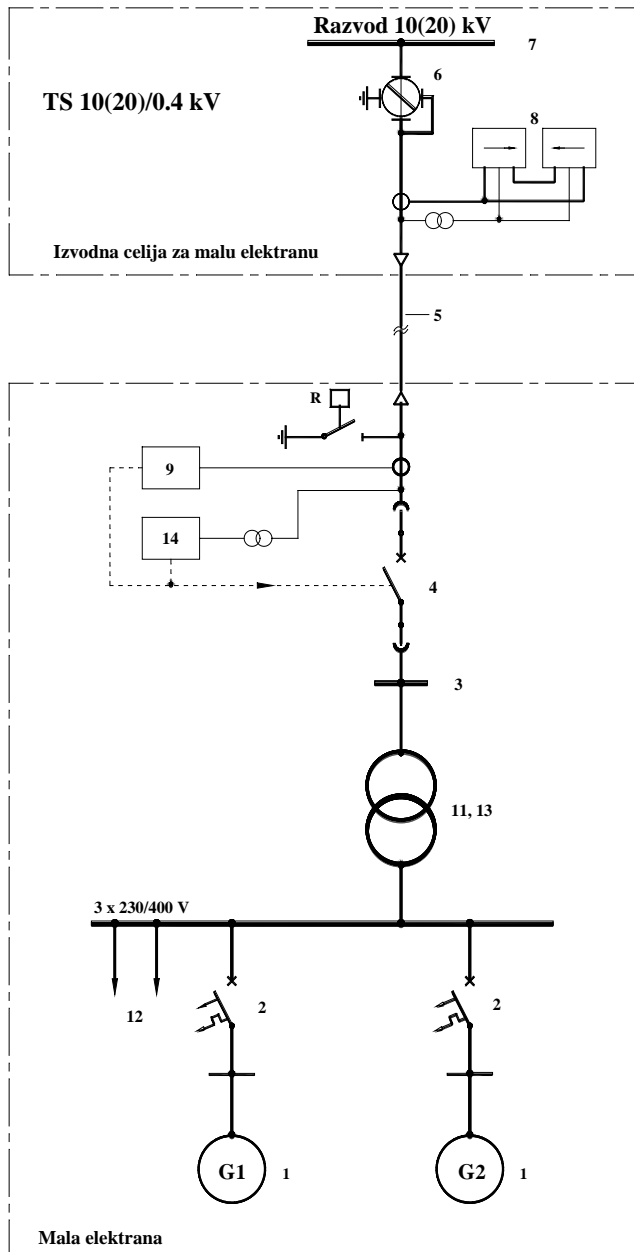 Razvod 10(20) kV
7
6
TS 10(20)/0.4 kV
8
Izvodna celija za malu elektranu
5
R
9
14
4
3
11, 13
3 x 230/400 V
12
2
2
G1
1
G2
1
Mala elektrana